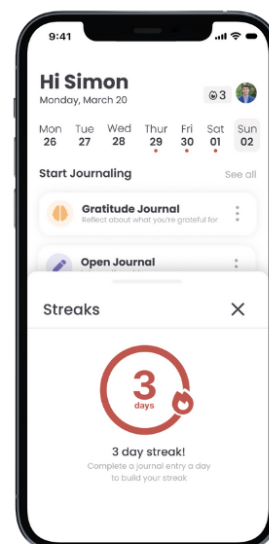 9:41
Hi Simon
Monday, March 20
3
Mon Tue Wed Thur Fri Sat Sun
26 27 28 29 30 01 02
Start Journaling See all
Gratitude Journal
Reflect about what you're grateful for
Open Journal
Streaks
3
days
3 day streak!
Complete a journal entry a day
to build your streak